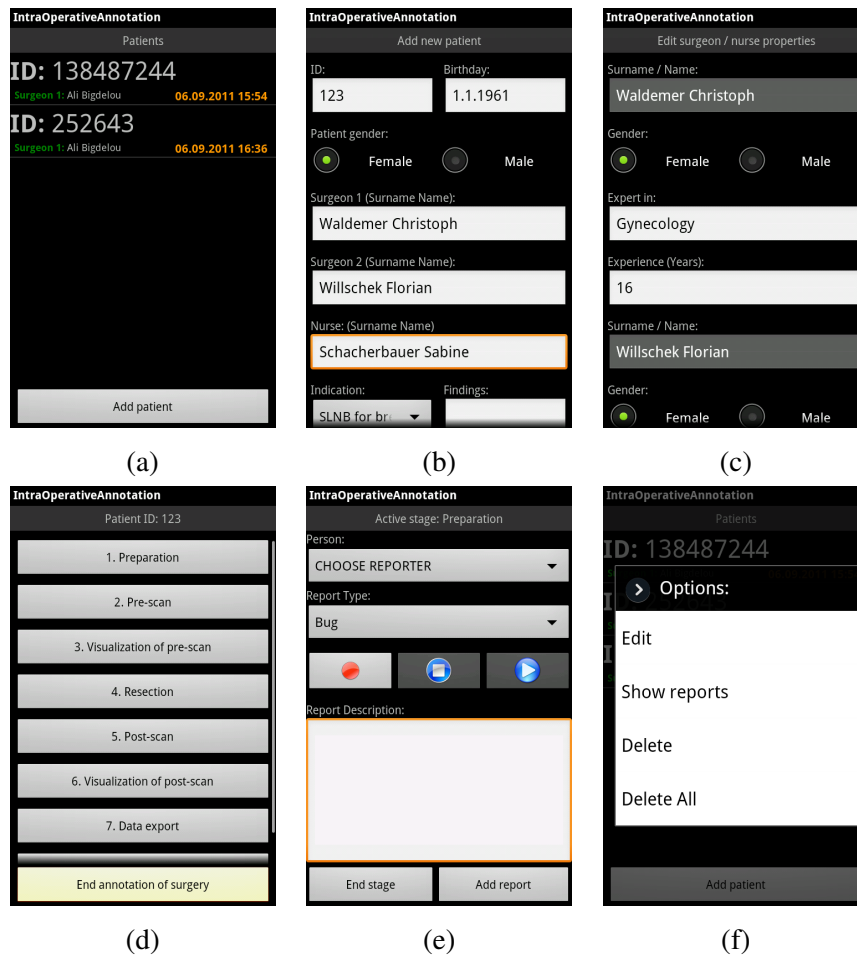 IntraOperativeAnnotation
Patients
ID: 138487244
Surgeon 1: Ali Bigdelou 06.09.2011 15:54
ID: 252643
Surgeon 1: Ali Bigdelou 06.09.2011 16:36
Add patient
(a)
IntraOperativeAnnotation
Add new patient
ID: Birthday:
123 1.1.1961
Patient gender:
Female Male
Surgeon 1 (Surname Name):
Waldemer Christoph
Surgeon 2 (Surname Name):
Willschek Florian
Nurse: (Surname Name)
Schacherbauer Sabine
Indication: Findings:
SLNB for br
(b)
IntraOperativeAnnotation
Edit surgeon / nurse properties
Surname / Name:
Waldemer Christoph
Gender:
Female Male
Expert in:
Gynecology
Experience (Years):
16
Surname / Name:
Willschek Florian
Gender:
Female Male
(c)
IntraOperativeAnnotation
Patient ID: 123
1. Preparation
2. Pre-scan
3. Visualization of pre-scan
4. Resection
5. Post-scan
6. Visualization of post-scan
7. Data export
End annotation of surgery
(d)
IntraOperativeAnnotation
Active stage: Preparation
Person:
CHOOSE REPORTER
Report Type:
Bug
Report Description:
End stage Add report
(e)
IntraOperativeAnnotation
Patients
ID: 138487244
Options:
Edit
Show reports
Delete
Delete All
Add patient
(f)